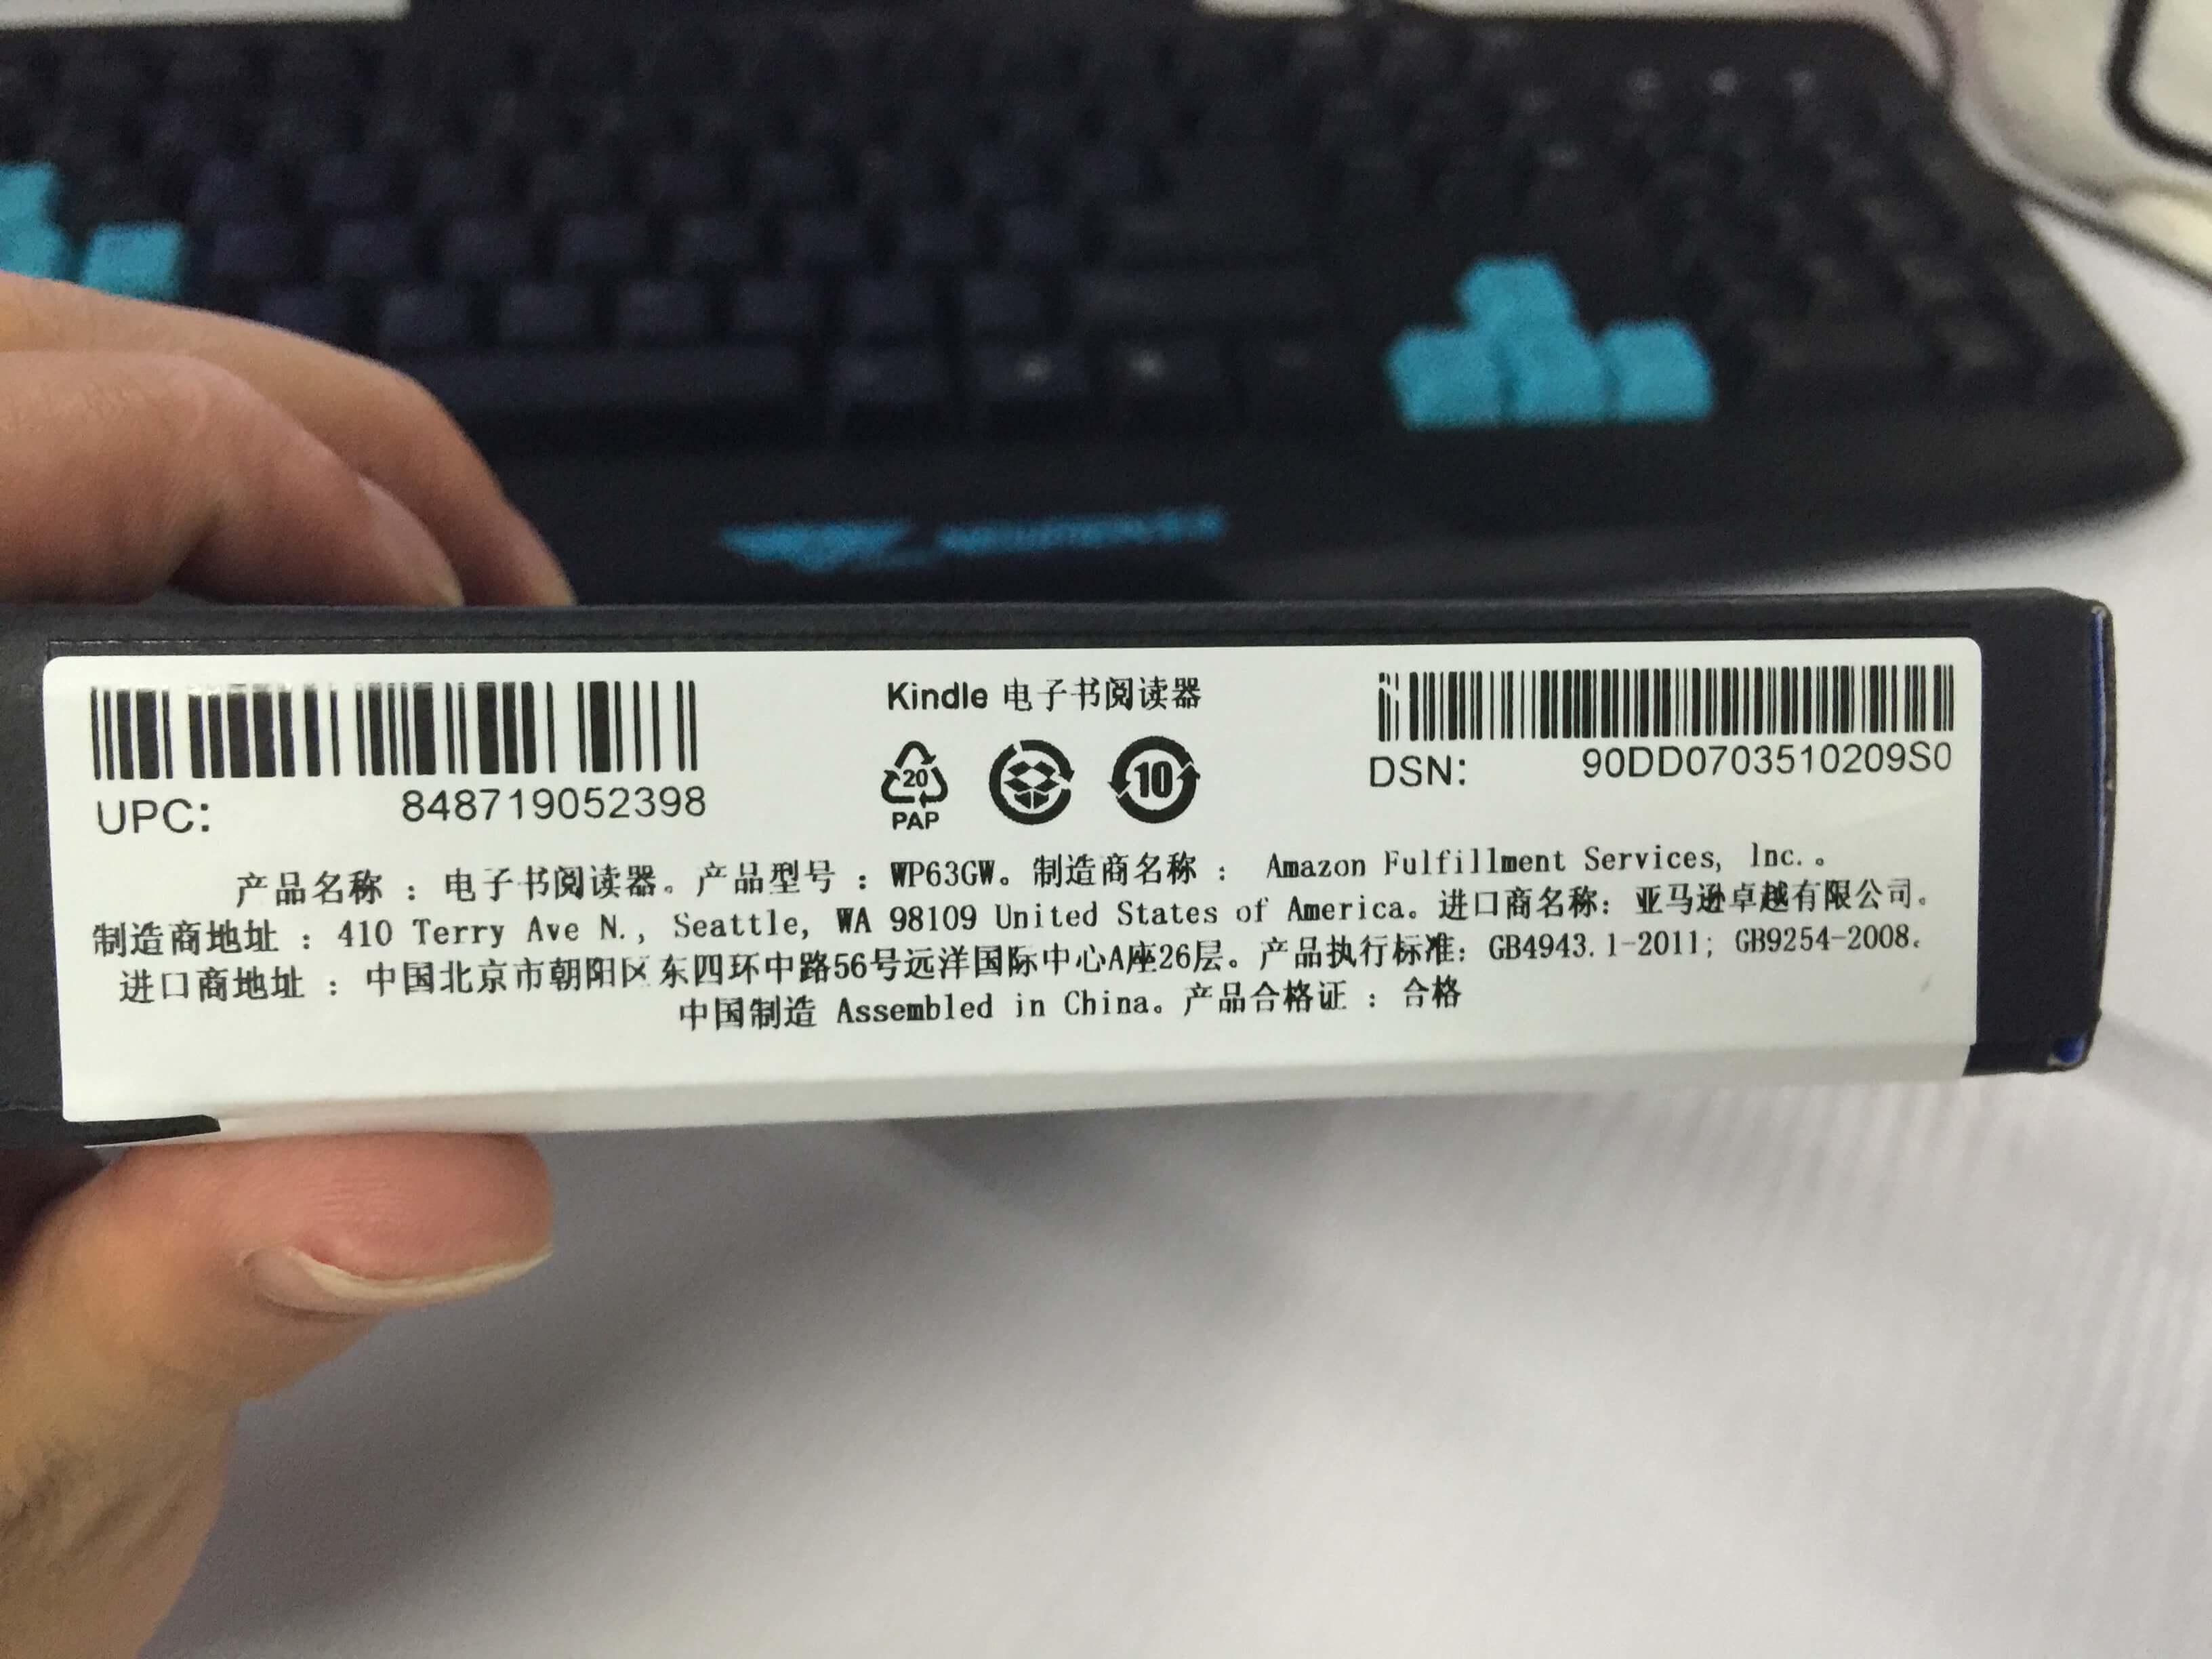 Kindle 电子书阅读器
UPC: 848719052398
20
PAP
10
DSN: 90DD0703510209S0
产品名称 : 电子书阅读器。产品型号 : WP63GW。制造商名称 : Amazon Fulfillment Services, Inc.。
制造商地址 : 410 Terry Ave N., Seattle, WA 98109 United States of America。进口商名称: 亚马逊卓越有限公司。
进口商地址 : 中国北京市朝阳区东四环中路56号远洋国际中心A座26层。产品执行标准: GB4943.1-2011; GB9254-2008。
中国制造 Assembled in China。产品合格证 : 合格